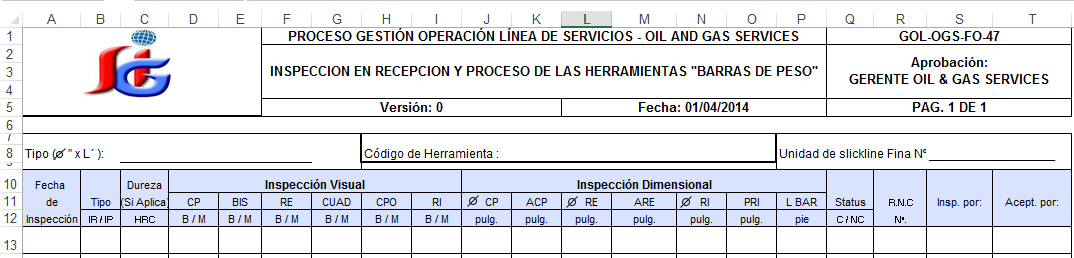 A B C D E F G H I J K L M N O P Q R S T
1 PROCESO GESTIÓN OPERACIÓN LÍNEA DE SERVICIOS - OIL AND GAS SERVICES GOL-OGS-FO-47
2 Aprobación:
3 INSPECCION EN RECEPCION Y PROCESO DE LAS HERRAMIENTAS "BARRAS DE PESO"
4 GERENTE OIL & GAS SERVICES
5 Versión: 0 Fecha: 01/04/2014 PAG. 1 DE 1
6
7
8 Tipo (Ø " x L´ ): Código de Herramienta : Unidad de slickline Fina Nº
9
10 Fecha Tipo Dureza Inspección Visual Inspección Dimensional Status R.N.C Insp. por: Acept. por:
11 de (Si Aplica) CP BIS RE CUAD CPO RI Ø CP ACP Ø RE ARE Ø RI PRI L BAR
12 Inspección IR / IP HRC B / M B / M B / M B / M B / M B / M pulg. pulg. pulg. pulg. pulg. pulg. pie C / NC Nº.
13